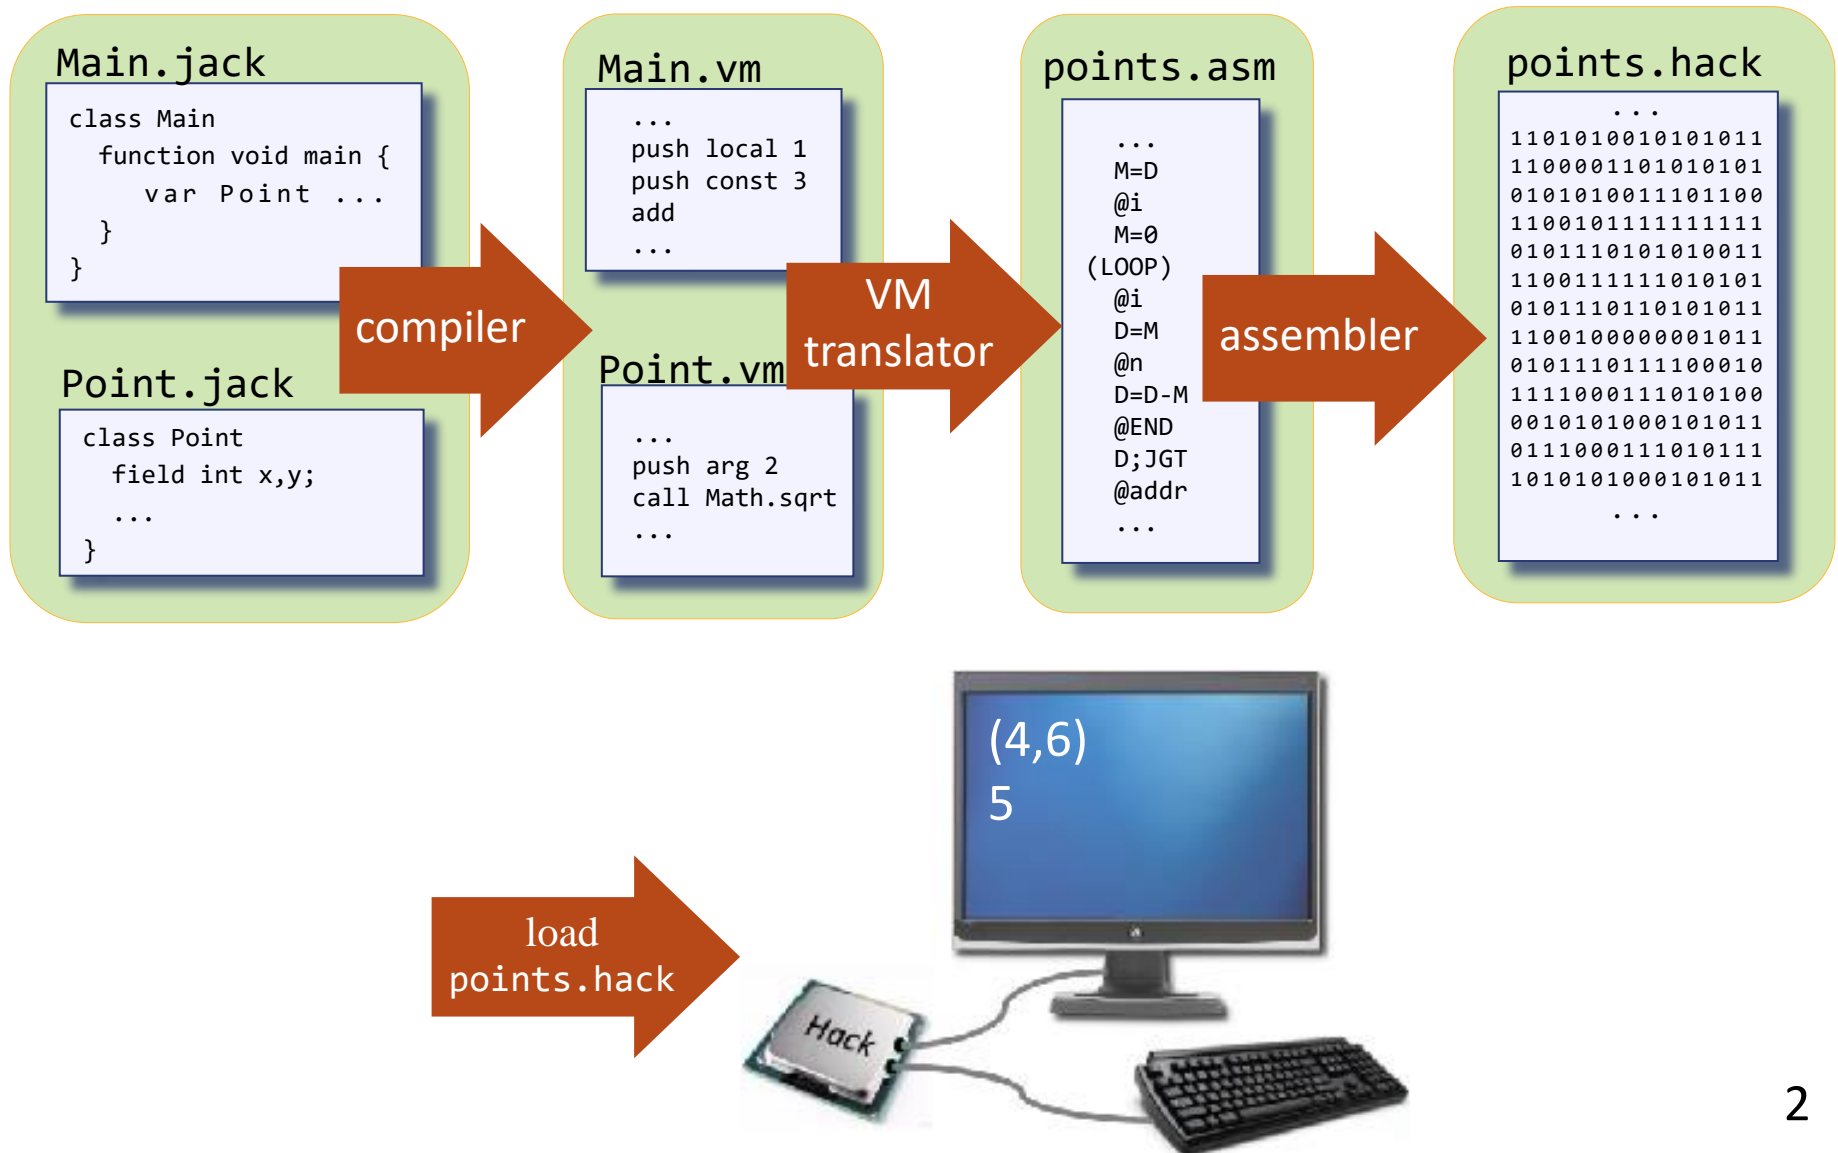 Main.jack
class Main
function void main {
var Point ...
}
}
Point.jack
class Point
field int x,y;
...
}
compiler
Main.vm
...
push local 1
push const 3
add
...
Point.vm
...
push arg 2
call Math.sqrt
...
VM
translator
points.asm
...
M=D
@i
M=0
(LOOP)
@i
D=M
@n
D=D-M
@END
D;JGT
@addr
...
assembler
points.hack
...
1101010010101011
1100001101010101
0101010011101100
1100101111111111
0101110101010011
1100111111010101
0101110110101011
1100100000001011
0101110111100010
1111000111010100
0010101000101011
0111000111010111
1010101000101011
...
load
points.hack
(4,6)
5
Hack
2